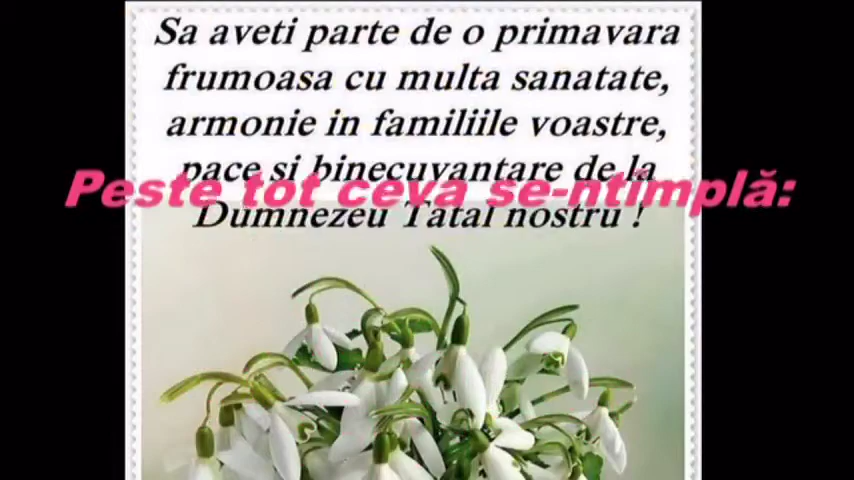 Sa aveti parte de o primavara
frumoasa cu multa sanatate,
armonie in familiile voastre,
pace si binecuvantare de la
Peste tot ceva se-ntîmplă:
Dumnezeu Tatal nostru !